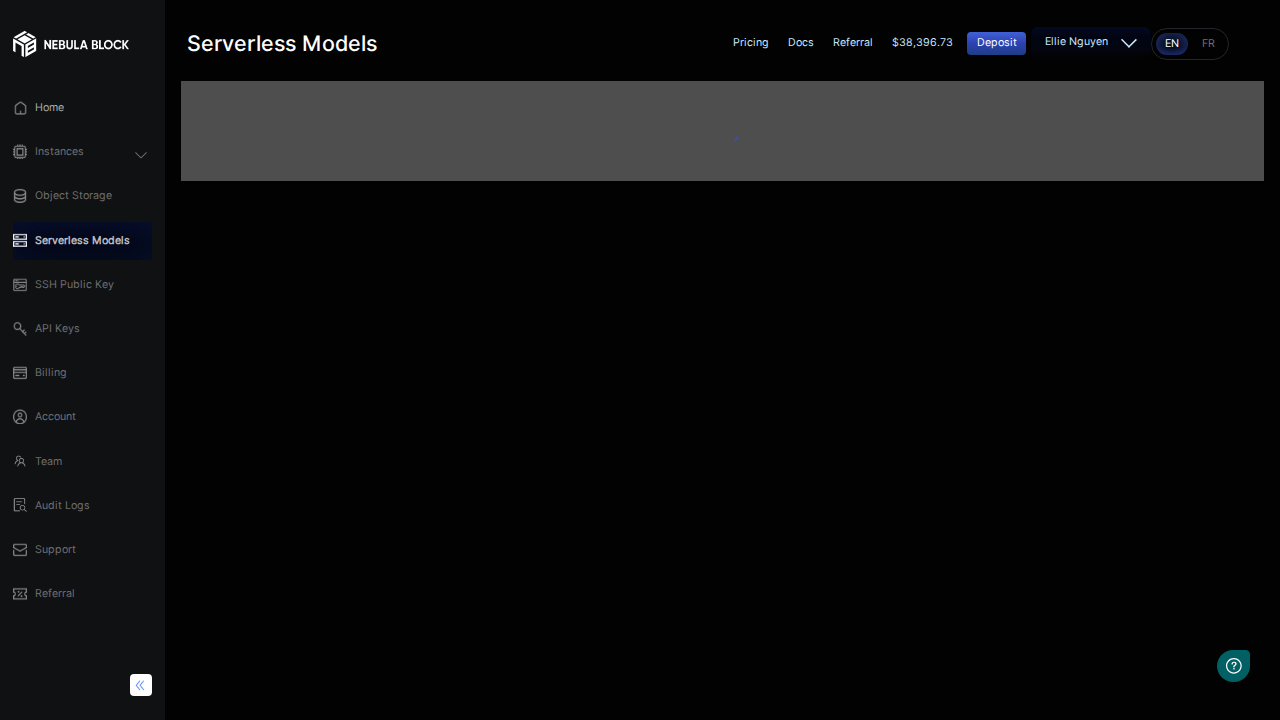 NEBULA BLOCK
Serverless Models
Pricing
Docs
Referral
$38,396.73
Deposit
Ellie Nguyen
EN
FR
Home
Instances
Object Storage
Serverless Models
SSH Public Key
API Keys
Billing
Account
Team
Audit Logs
Support
Referral